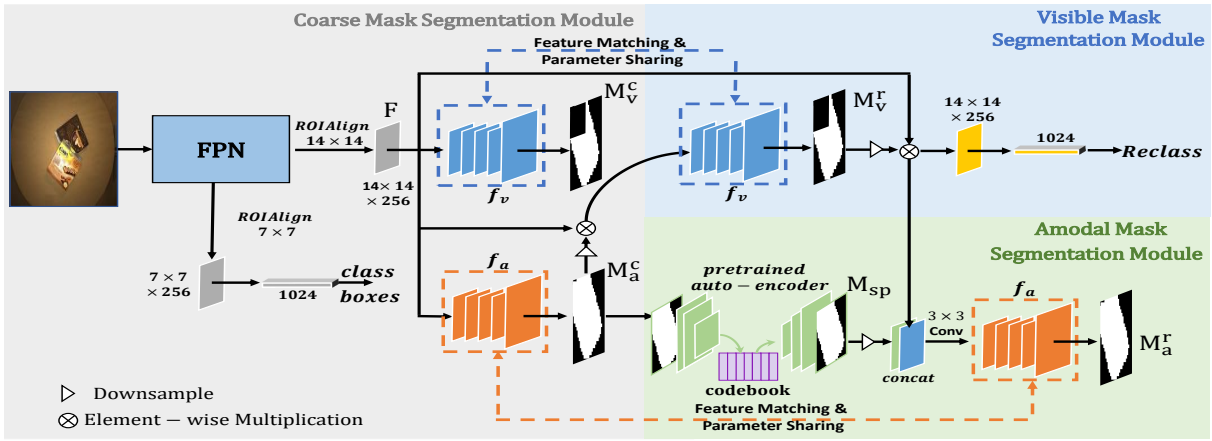 Coarse Mask Segmentation Module
Visible Mask
Segmentation Module
Feature Matching &
Parameter Sharing
FPN
ROIAlign
14 × 14
F
14 × 14
× 256
f_v
M_v^c
f_v
M_v^r
14 × 14
× 256
1024
Reclass
ROIAlign
7 × 7
7 × 7
× 256
1024
class
boxes
f_a
M_a^c
Amodal Mask
Segmentation Module
pretrained
auto − encoder
M_sp
codebook
concat
3 × 3
Conv
f_a
M_a^r
Feature Matching &
Parameter Sharing
Downsample
Element − wise Multiplication